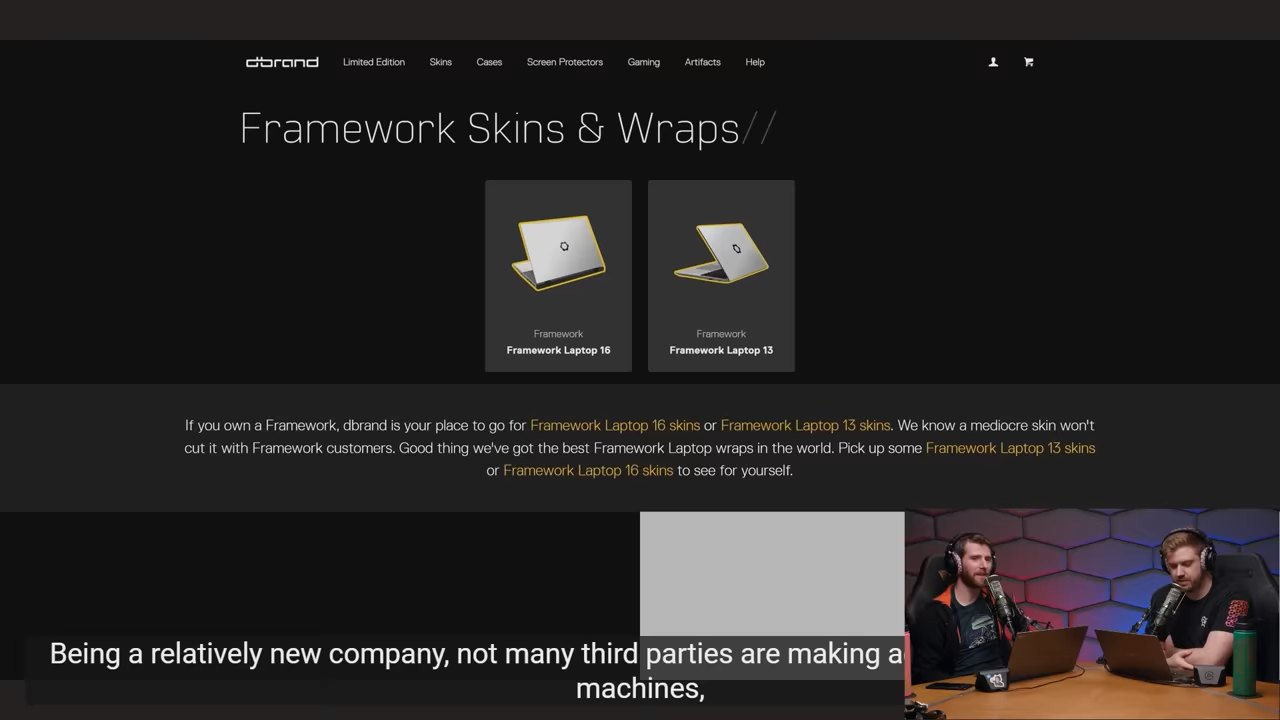 dbrand
Limited Edition
Skins
Cases
Screen Protectors
Gaming
Artifacts
Help
Framework Skins & Wraps//
Framework
Framework Laptop 16
Framework
Framework Laptop 13
If you own a Framework, dbrand is your place to go for Framework Laptop 16 skins or Framework Laptop 13 skins. We know a mediocre skin won't
cut it with Framework customers. Good thing we've got the best Framework Laptop wraps in the world. Pick up some Framework Laptop 13 skins
or Framework Laptop 16 skins to see for yourself.
Being a relatively new company, not many third parties are making
machines,